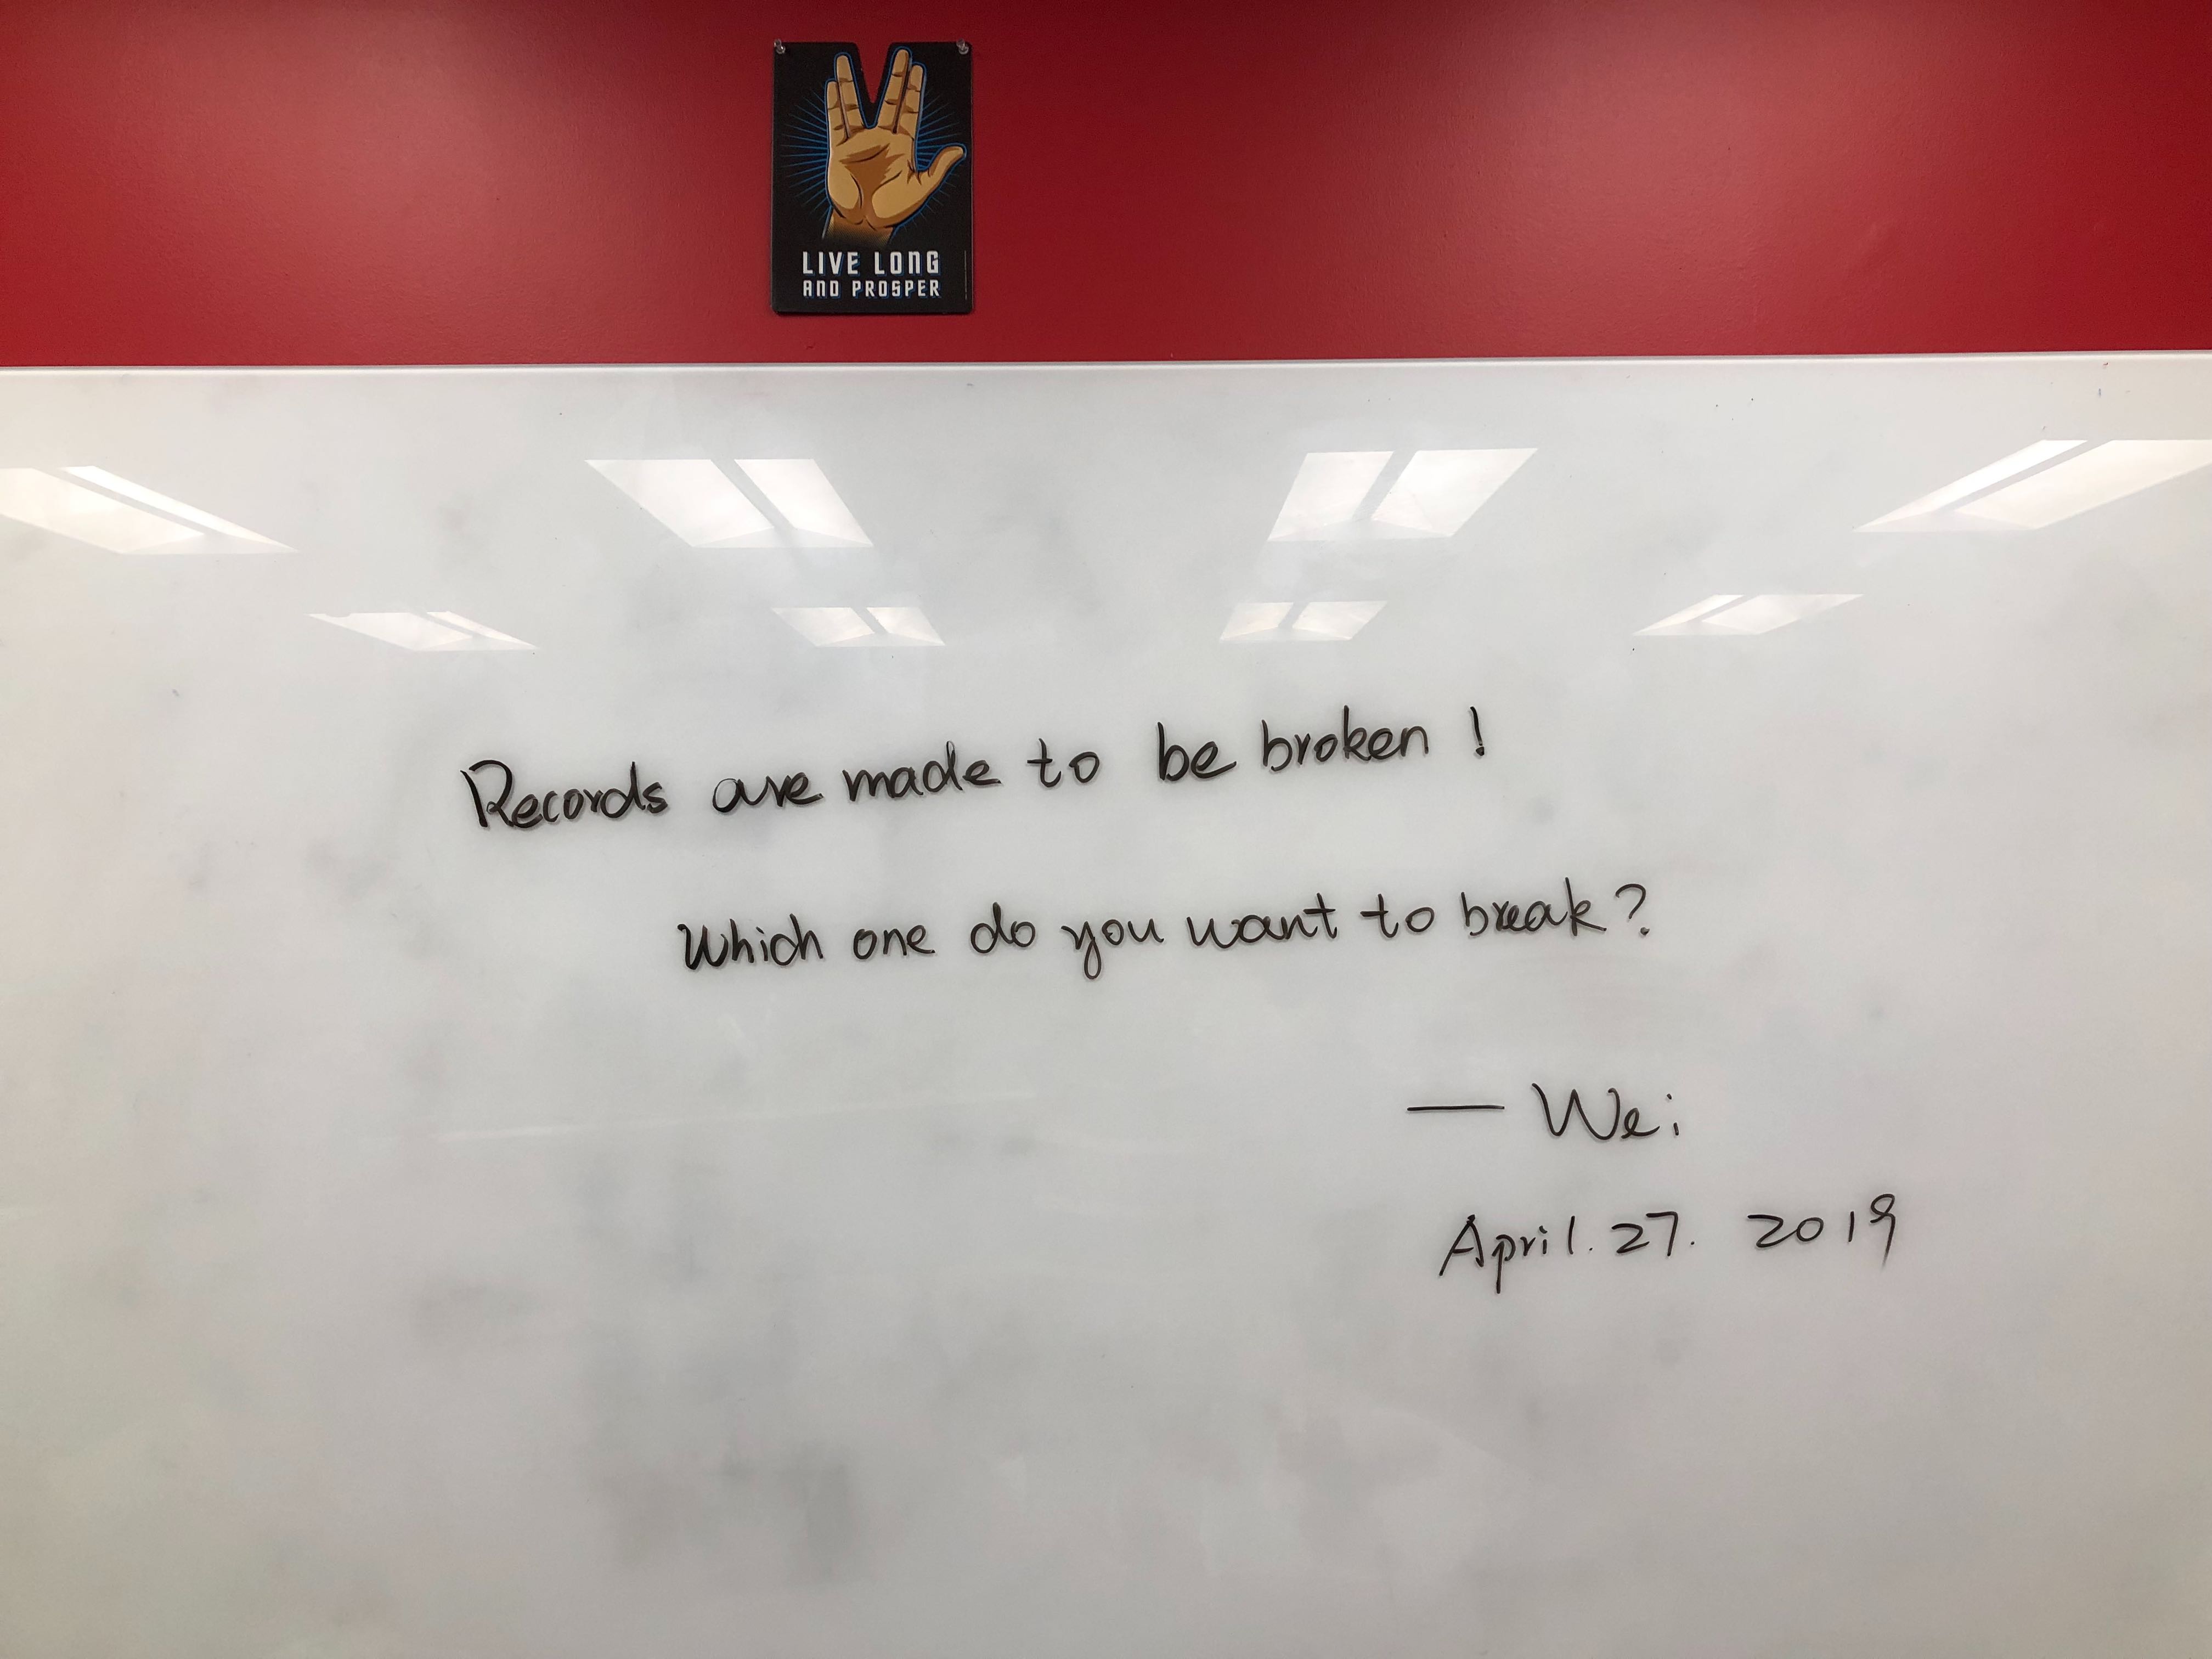 LIVE LONG
AND PROSPER
Records are made to be broken!
Which one do you want to break?
— Wei
April. 27. 2019